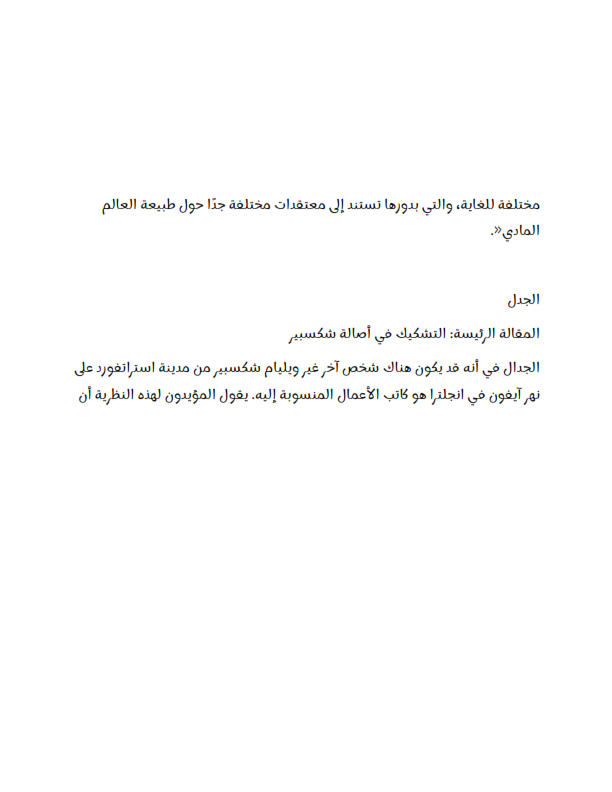 مختلفة للغاية، والتي بدورها تستند إلى معتقدات مختلفة جدًا حول طبيعة العالم
المادي«.
الجدل
المقالة الرئيسة: التشكيك في أصالة شكسبير
الجدال في أنه قد يكون هناك شخص آخر غير ويليام شكسبير من مدينة استراتفورد على
نهر آيفون في انجلترا هو كاتب الأعمال المنسوبة إليه. يقول المؤيدون لهذه النظرية أن